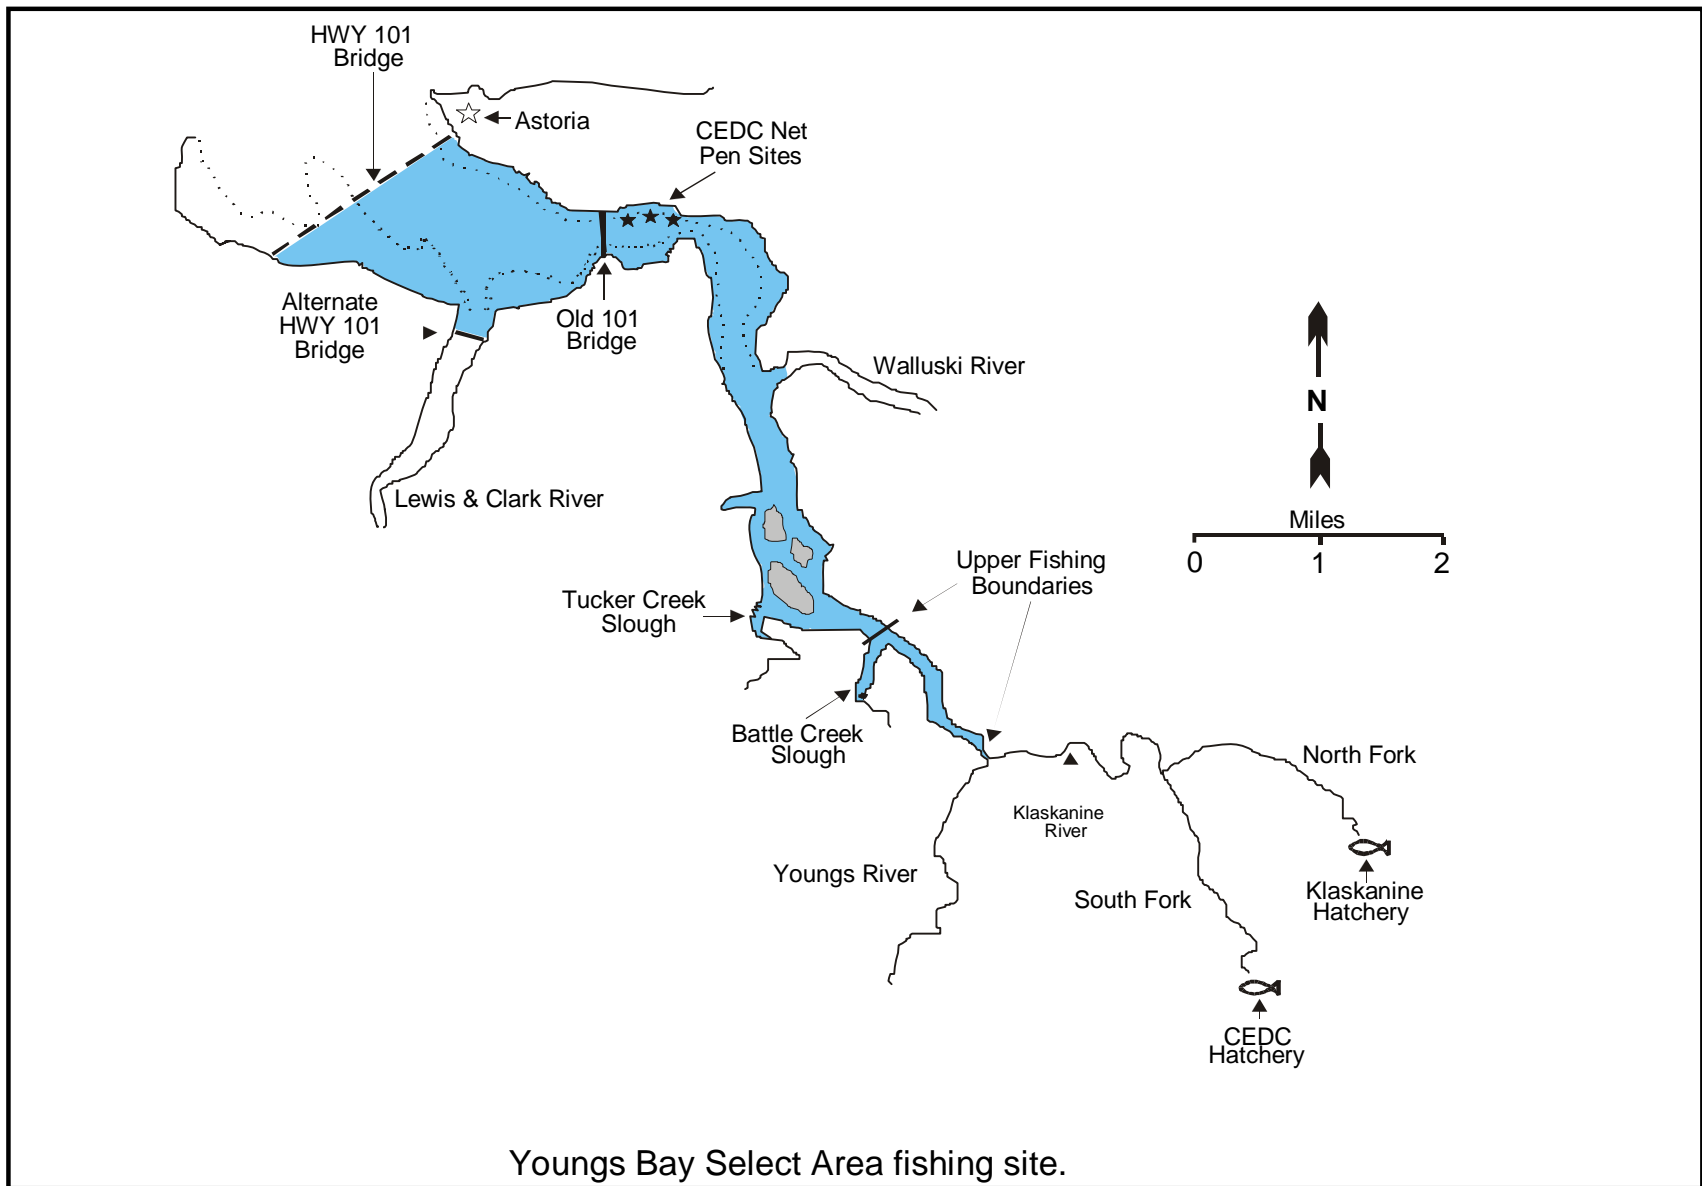 HWY 101
Bridge
Astoria
CEDC Net
Pen Sites
Alternate
HWY 101
Bridge
Old 101
Bridge
Walluski River
N
Lewis & Clark River
Miles
0 1 2
Upper Fishing
Boundaries
Tucker Creek
Slough
Battle Creek
Slough
North Fork
Klaskanine
River
Youngs River
South Fork
Klaskanine
Hatchery
CEDC
Hatchery
Youngs Bay Select Area fishing site.